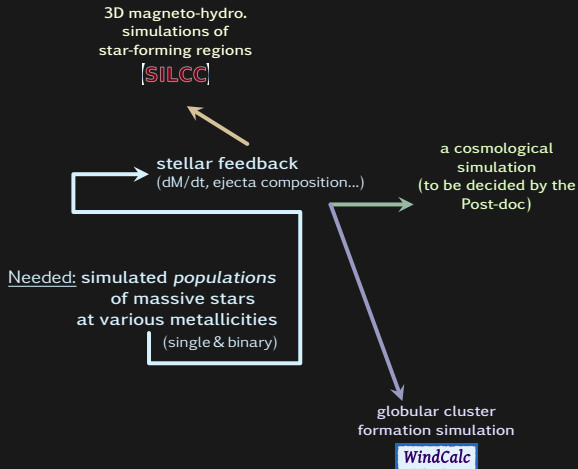 3D magneto-hydro.
simulations of
star-forming regions
[SILCC]
stellar feedback
(dM/dt, ejecta composition...)
a cosmological
simulation
(to be decided by the
Post-doc)
Needed: simulated populations
of massive stars
at various metallicities
(single & binary)
globular cluster
formation simulation
WindCalc